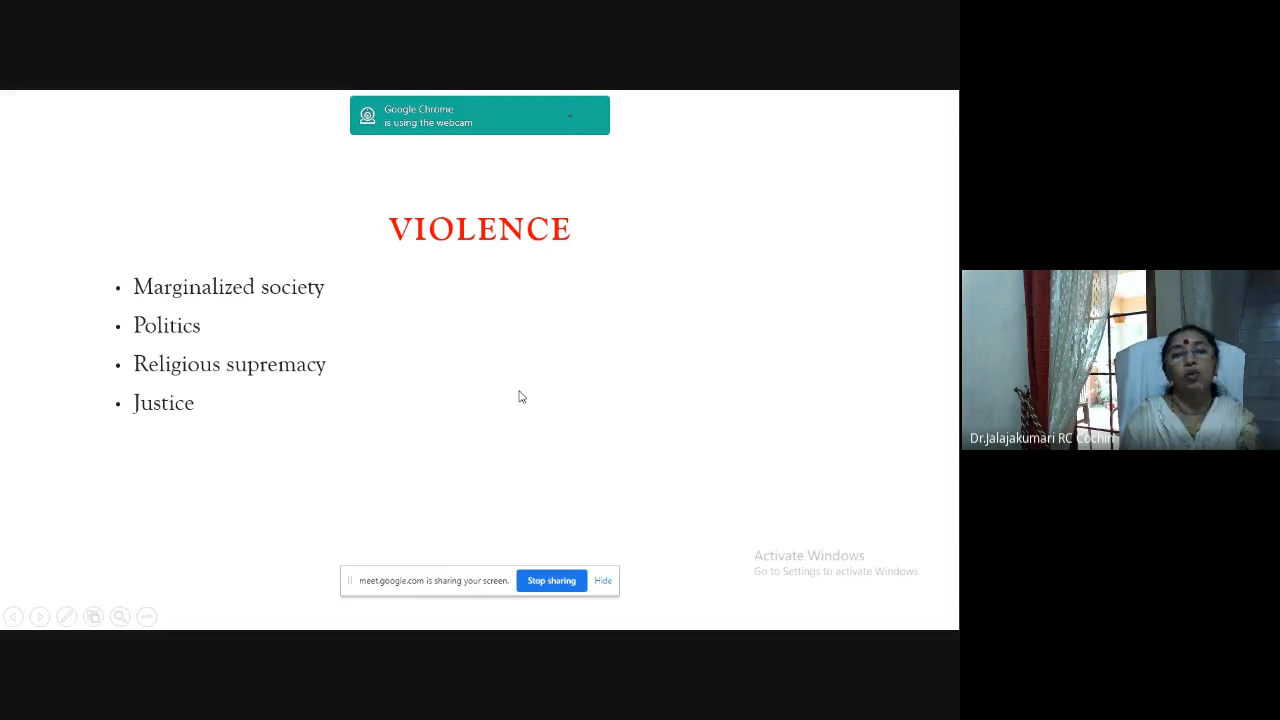 Google Chrome
is using the webcam
VIOLENCE
• Marginalized society
• Politics
• Religious supremacy
• Justice
Dr.Jalajakumari RC Cochin
Activate Windows
Go to Settings to activate Windows.
meet.google.com is sharing your screen. Stop sharing Hide